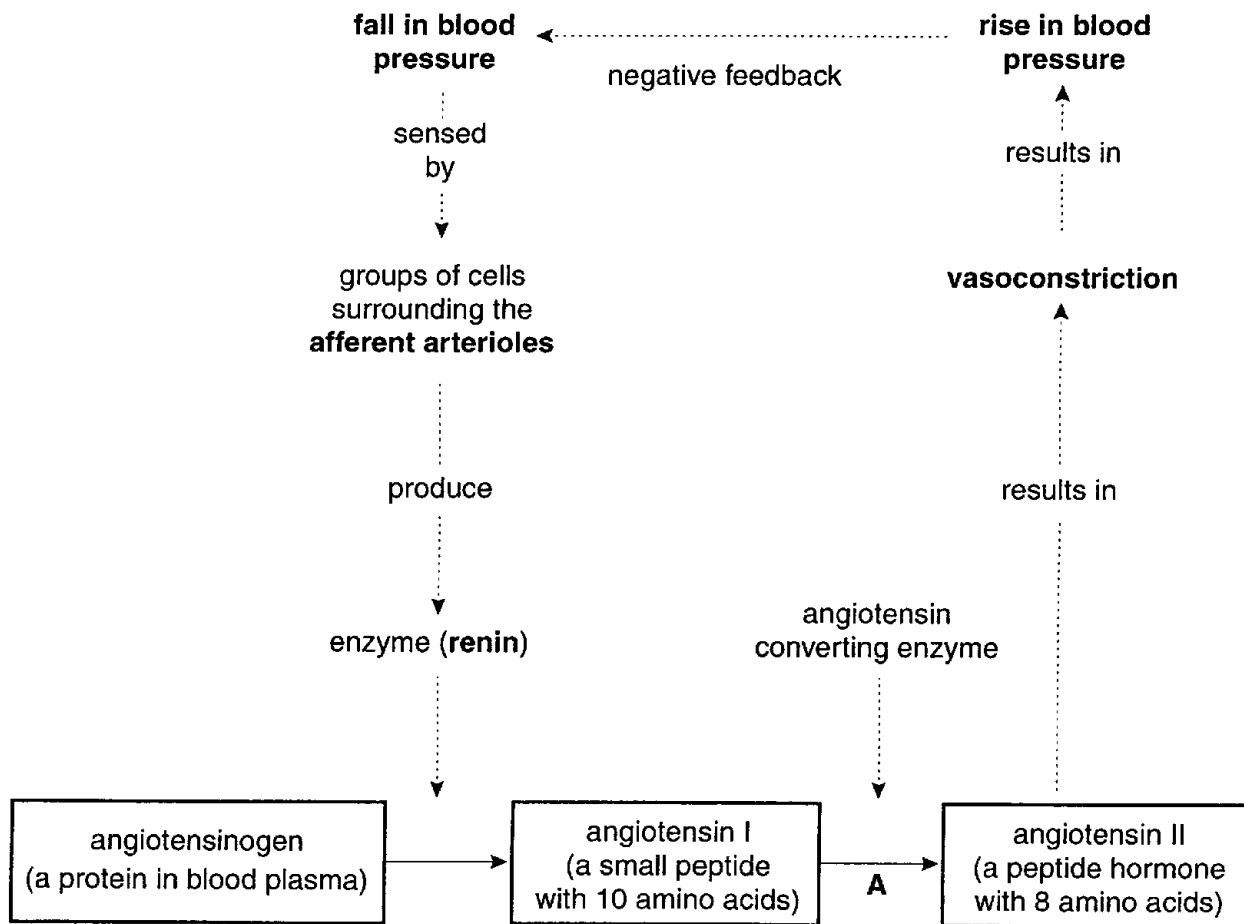 fall in blood
pressure
rise in blood
pressure
negative feedback
sensed
by
results in
groups of cells
surrounding the
afferent arterioles
vasoconstriction
produce
results in
enzyme (renin)
angiotensin
converting enzyme
angiotensinogen
(a protein in blood plasma)
angiotensin I
(a small peptide
with 10 amino acids)
A
angiotensin II
(a peptide hormone
with 8 amino acids)